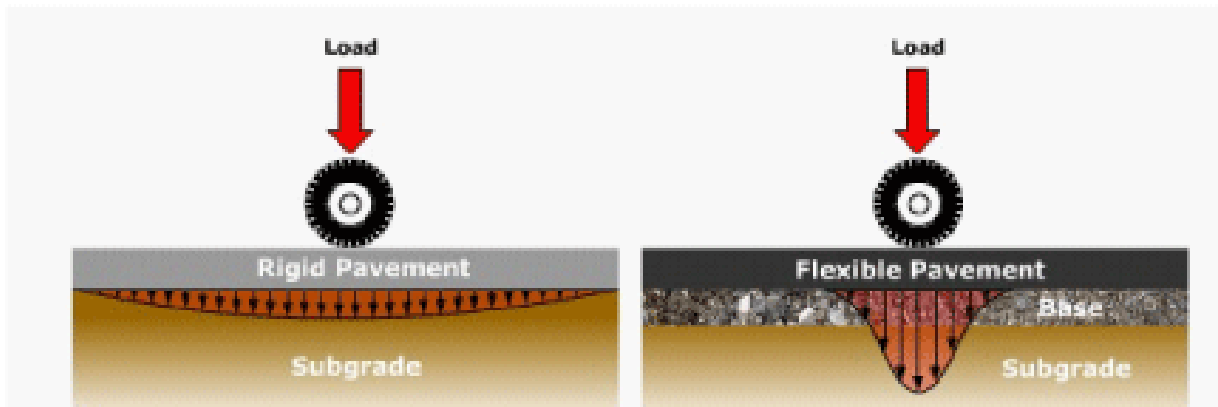 Load
Rigid Pavement
Subgrade
Load
Flexible Pavement
Base
Subgrade